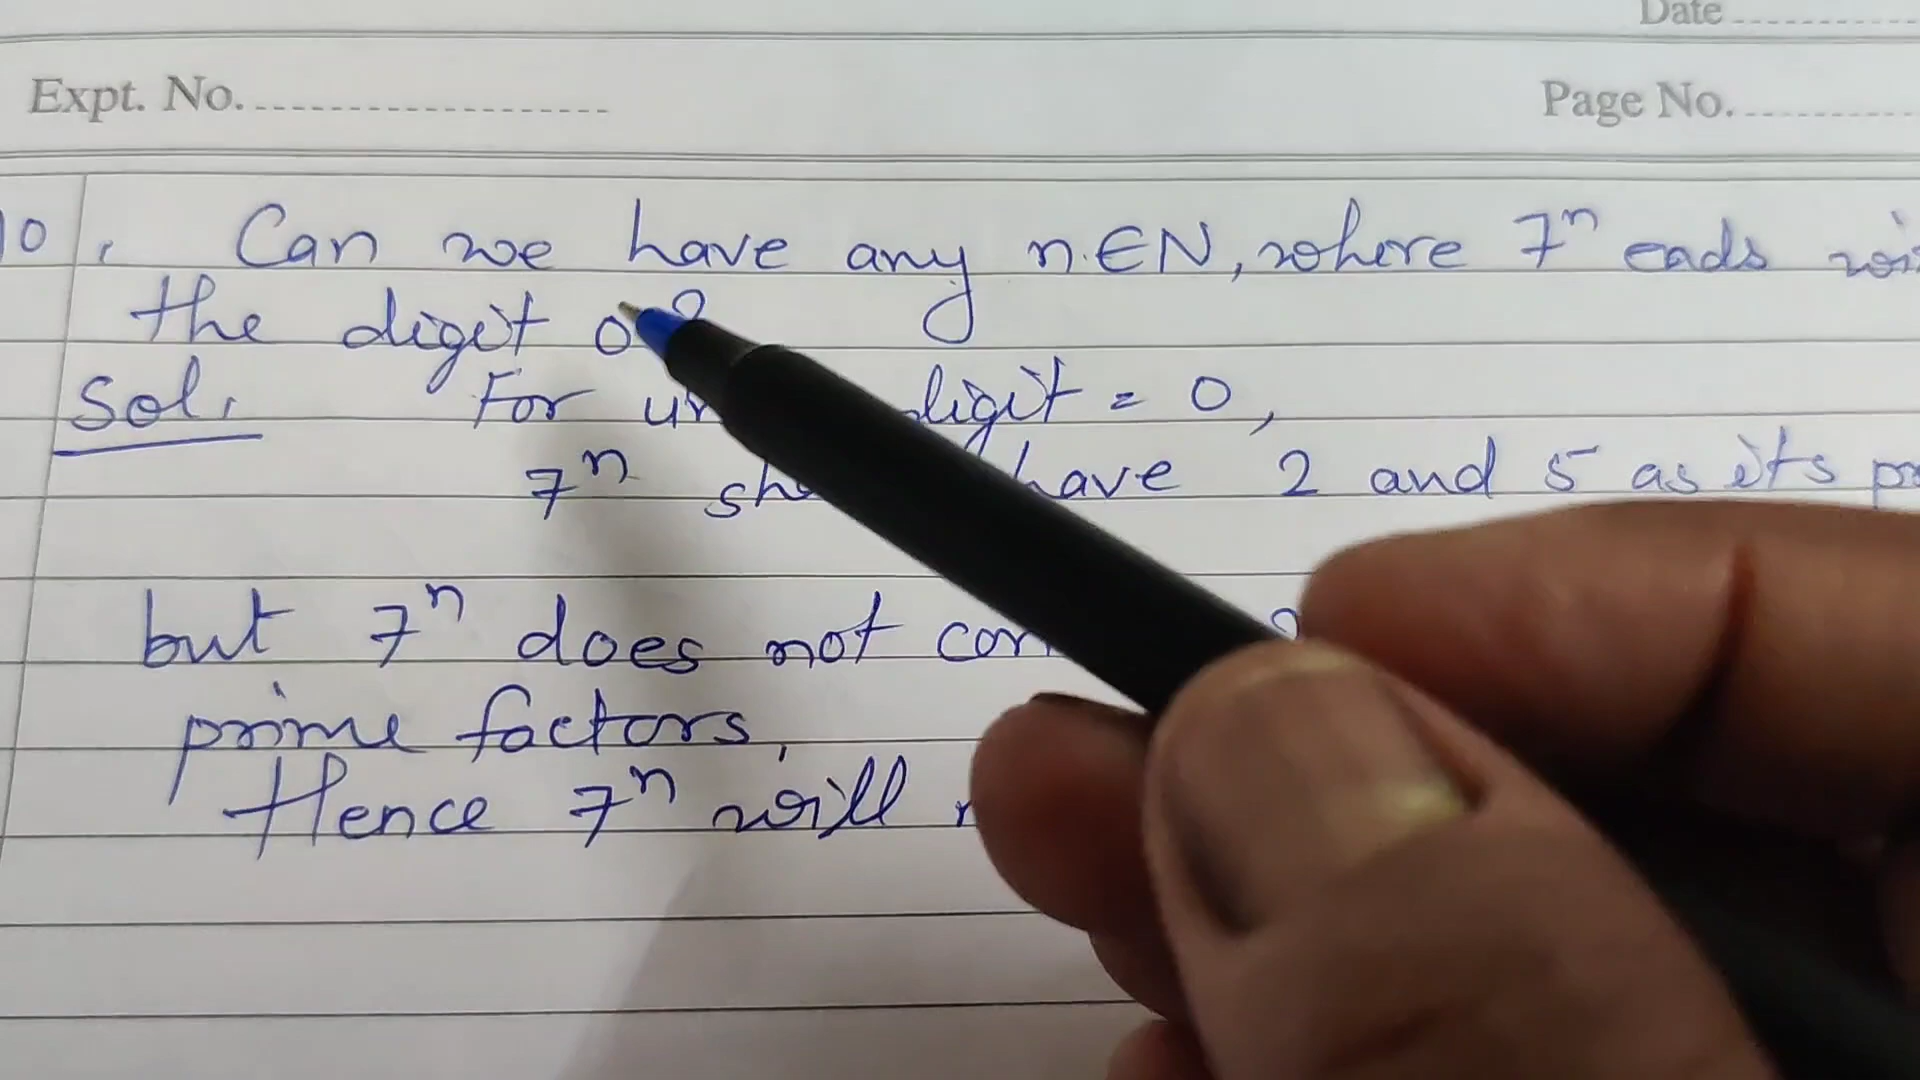 Date
Expt. No.
Page No.
10. Can we have any n ∈ N, where 7ⁿ ends
the digit 0?
Sol. For digit = 0,
7ⁿ have 2 and 5 as its
but 7ⁿ does not
prime factors,
Hence 7ⁿ will